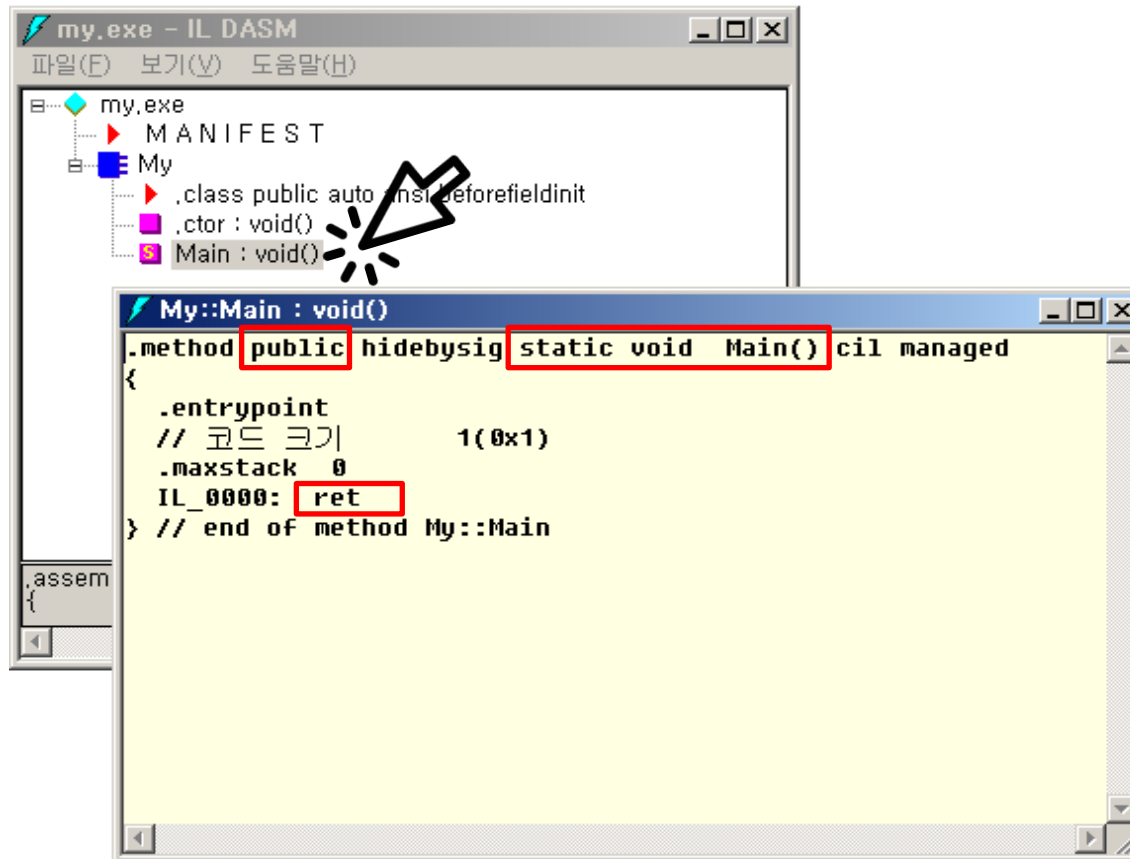 my.exe - IL DASM
파일(F) 보기(V) 도움말(H)
my.exe
M A N I F E S T
My
.class public auto ansi beforefieldinit
.ctor : void()
Main : void()
.assem
{
My::Main : void()
.method public hidebysig static void  Main() cil managed
{
.entrypoint
// 코드 크기       1(0x1)
.maxstack  0
IL_0000:  ret
} // end of method My::Main